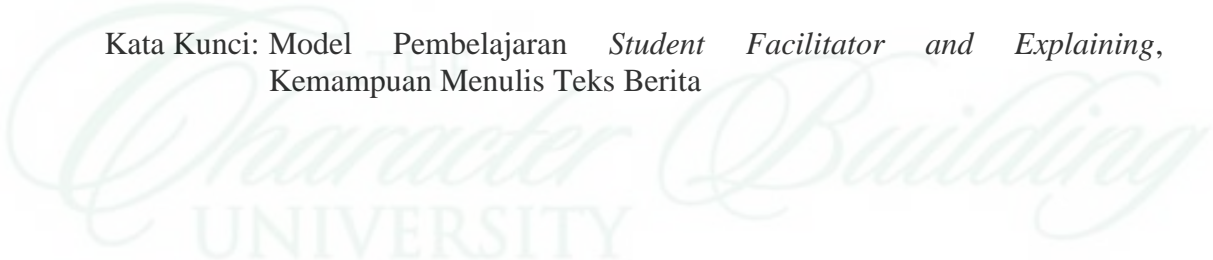 Kata Kunci: Model Pembelajaran Student Facilitator and Explaining,
Kemampuan Menulis Teks Berita
THE
Character Building
UNIVERSITY